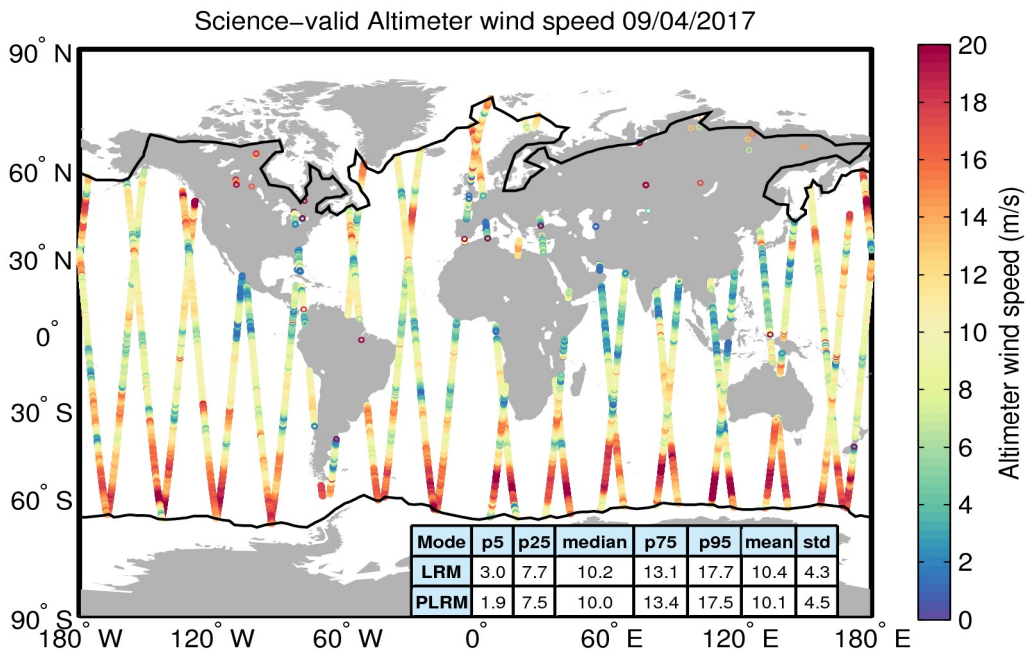 Science-valid Altimeter wind speed 09/04/2017
90° N
60° N
30° N
0°
30° S
60° S
90° S
180° W
120° W
60° W
0°
60° E
120° E
180° E
Mode p5 p25 median p75 p95 mean std
LRM 3.0 7.7 10.2 13.1 17.7 10.4 4.3
PLRM 1.9 7.5 10.0 13.4 17.5 10.1 4.5
20
18
16
14
12
10
8
6
4
2
0
Altimeter wind speed (m/s)